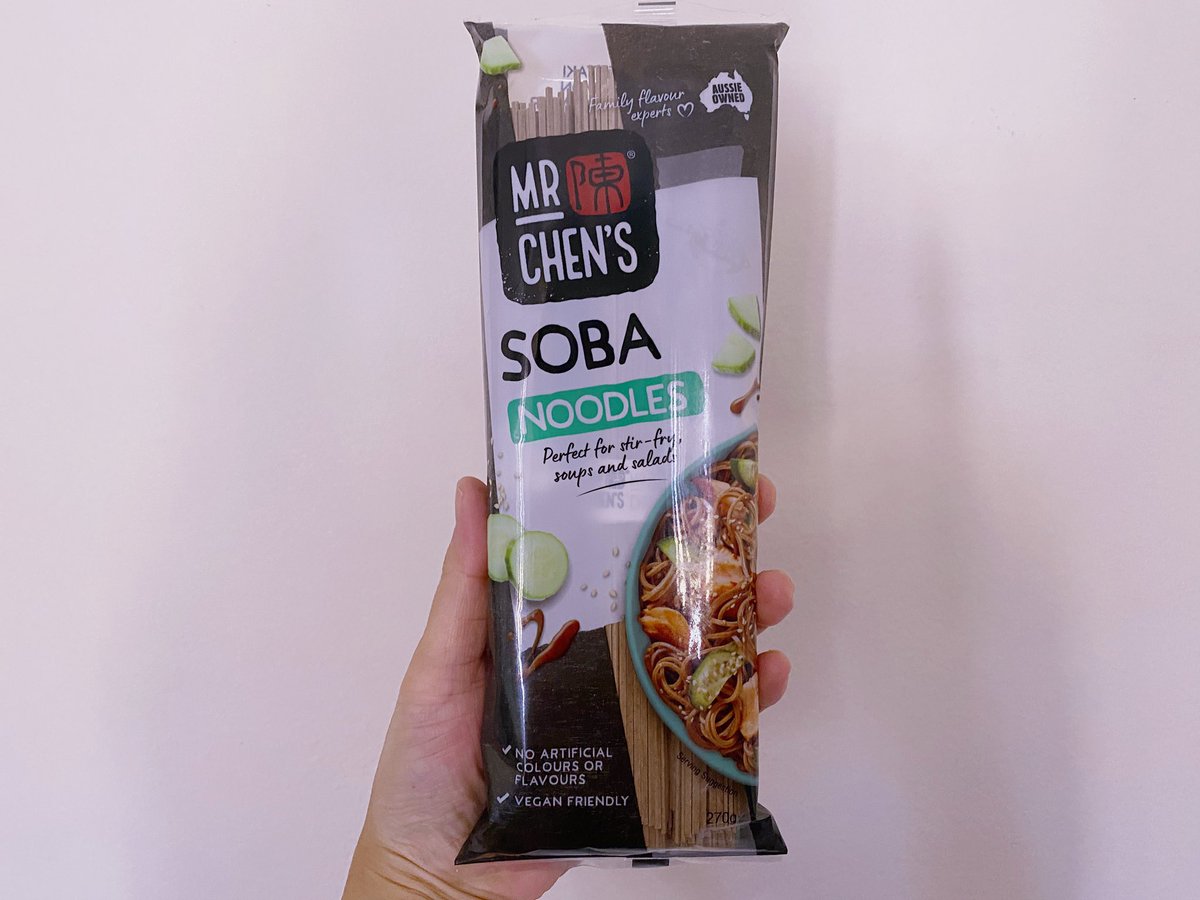 Family flavour
experts
AUSSIE
OWNED
MR 陳®
CHEN'S
SOBA
NOODLES
Perfect for stir-fry,
soups and salads
NO ARTIFICIAL
COLOURS OR
FLAVOURS
VEGAN FRIENDLY
Serving Suggestion
270g